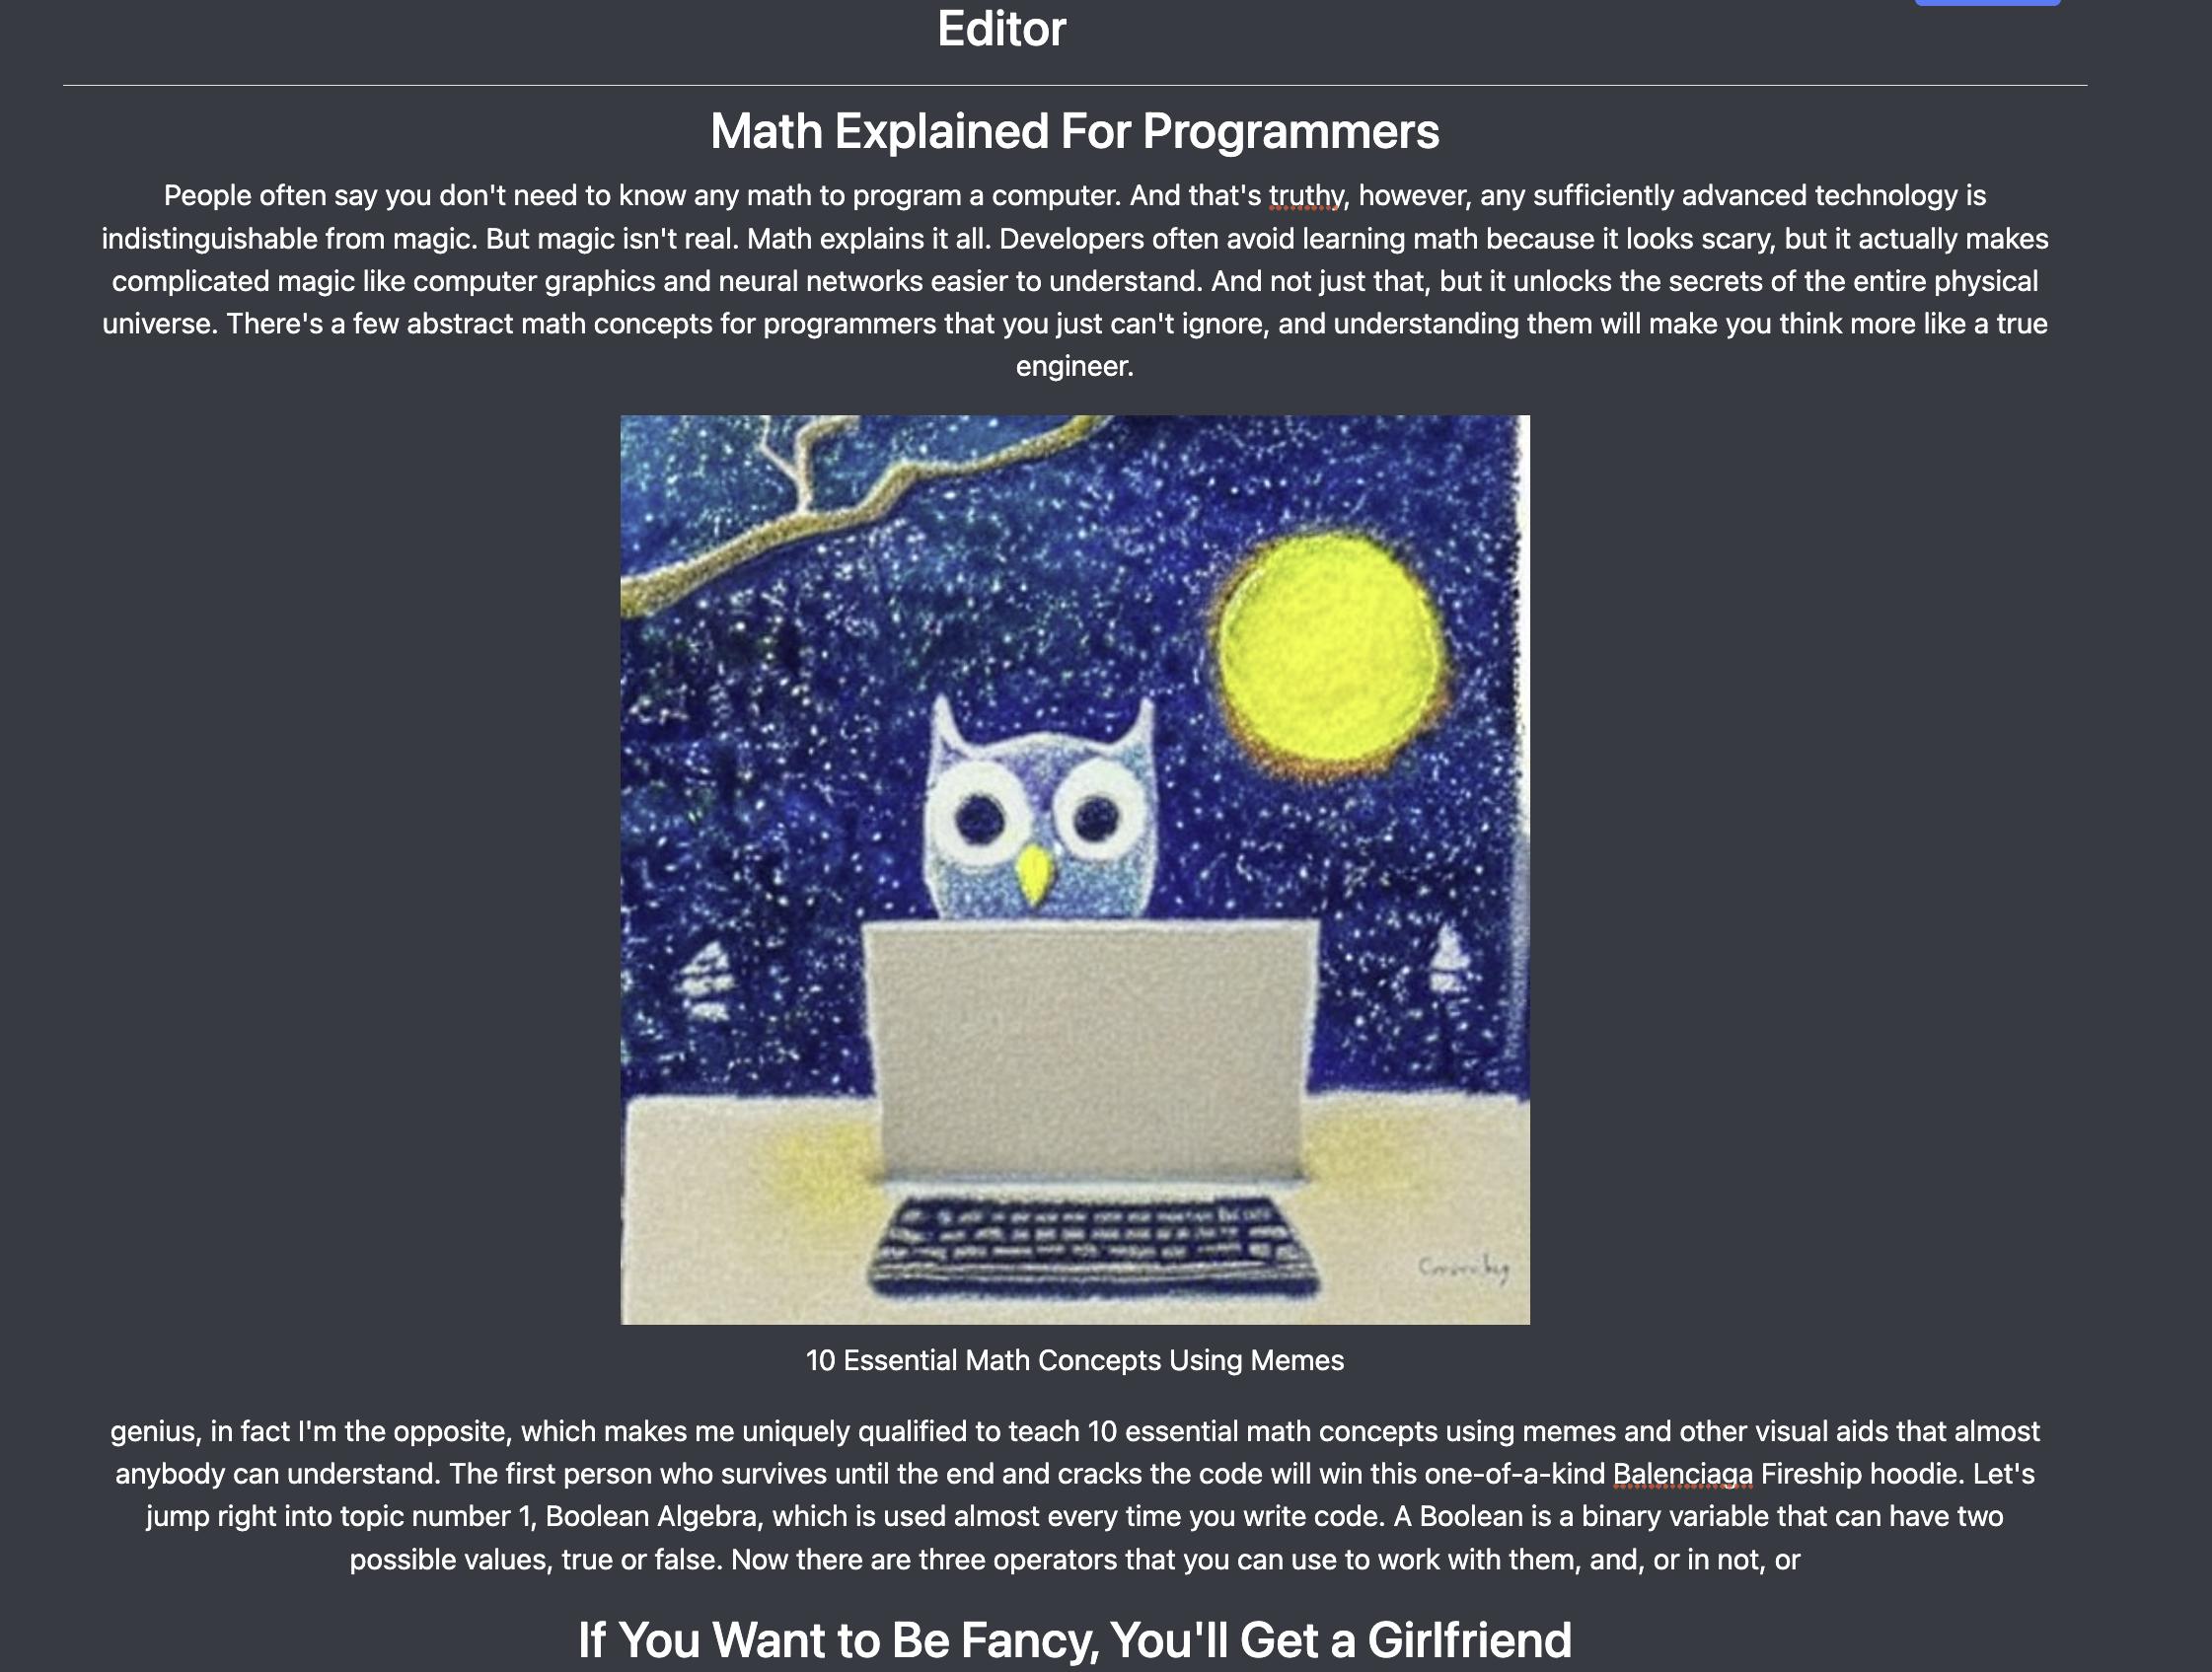 Editor
Math Explained For Programmers
People often say you don't need to know any math to program a computer. And that's truthy, however, any sufficiently advanced technology is
indistinguishable from magic. But magic isn't real. Math explains it all. Developers often avoid learning math because it looks scary, but it actually makes
complicated magic like computer graphics and neural networks easier to understand. And not just that, but it unlocks the secrets of the entire physical
universe. There's a few abstract math concepts for programmers that you just can't ignore, and understanding them will make you think more like a true
engineer.
10 Essential Math Concepts Using Memes
genius, in fact I'm the opposite, which makes me uniquely qualified to teach 10 essential math concepts using memes and other visual aids that almost
anybody can understand. The first person who survives until the end and cracks the code will win this one-of-a-kind Balenciaga Fireship hoodie. Let's
jump right into topic number 1, Boolean Algebra, which is used almost every time you write code. A Boolean is a binary variable that can have two
possible values, true or false. Now there are three operators that you can use to work with them, and, or in not, or
If You Want to Be Fancy, You'll Get a Girlfriend